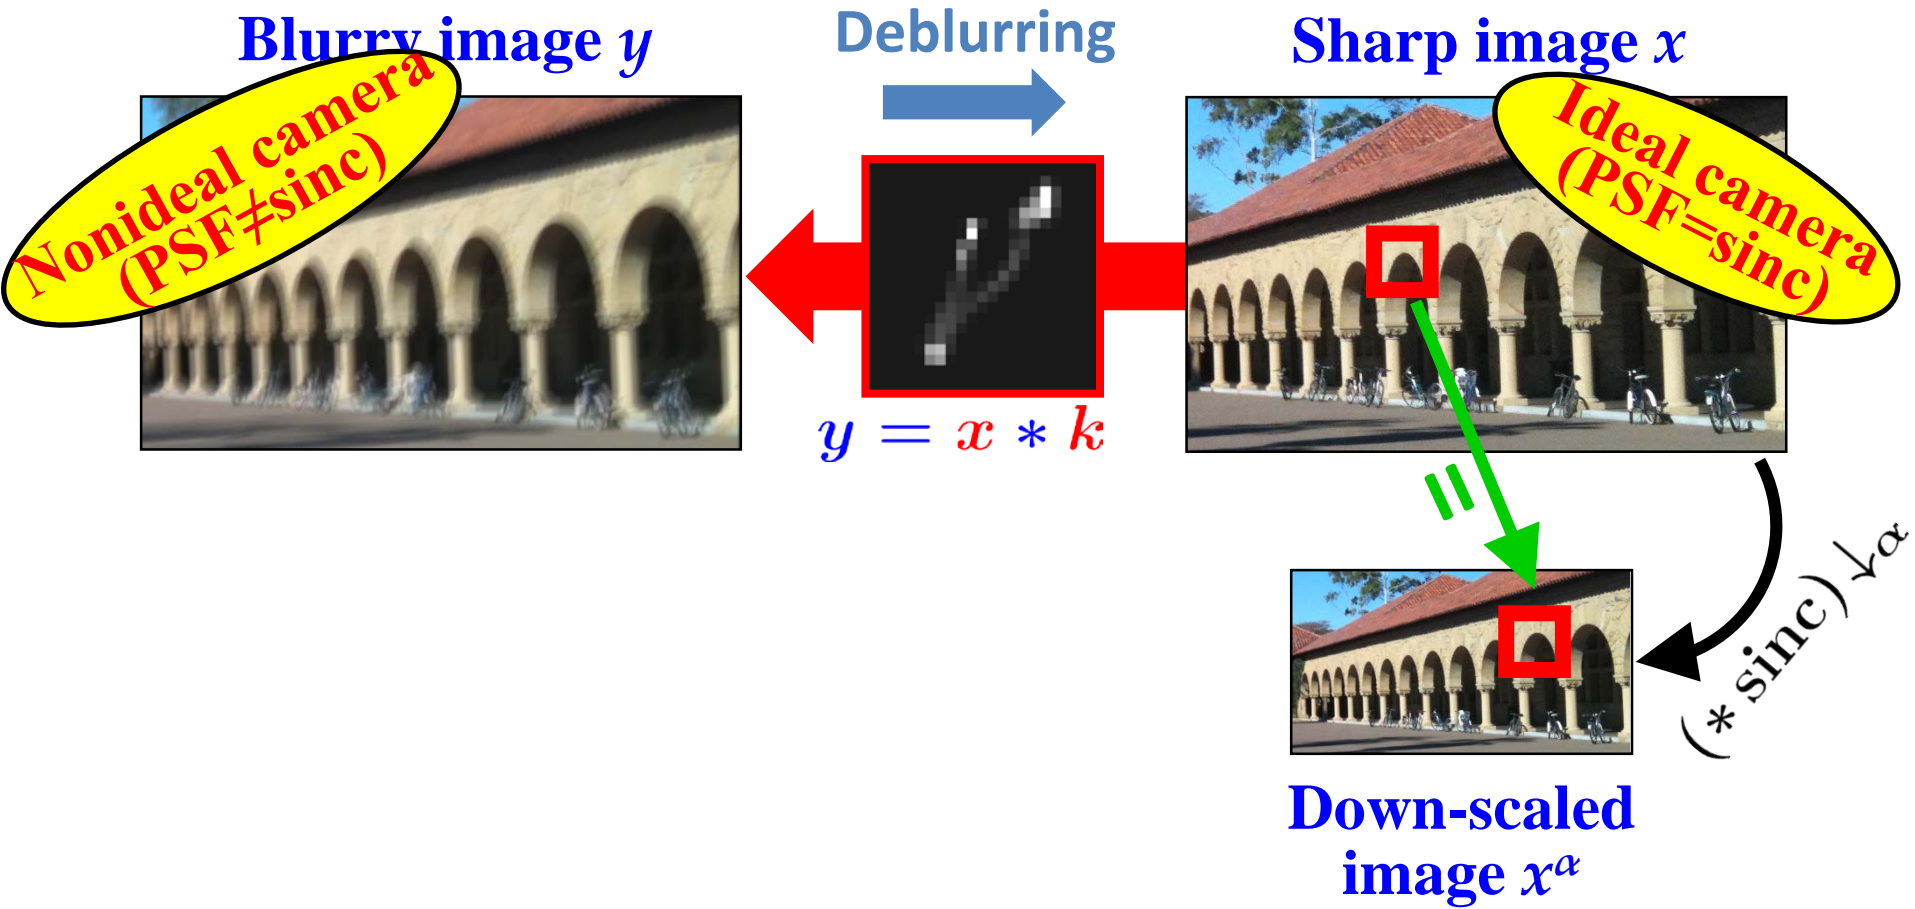 Blurry image y
Deblurring
Sharp image x
Nonideal camera
(PSF≠sinc)
Ideal camera
(PSF=sinc)
y = x * k
=
(* sinc) ↓α
Down-scaled
image x^α